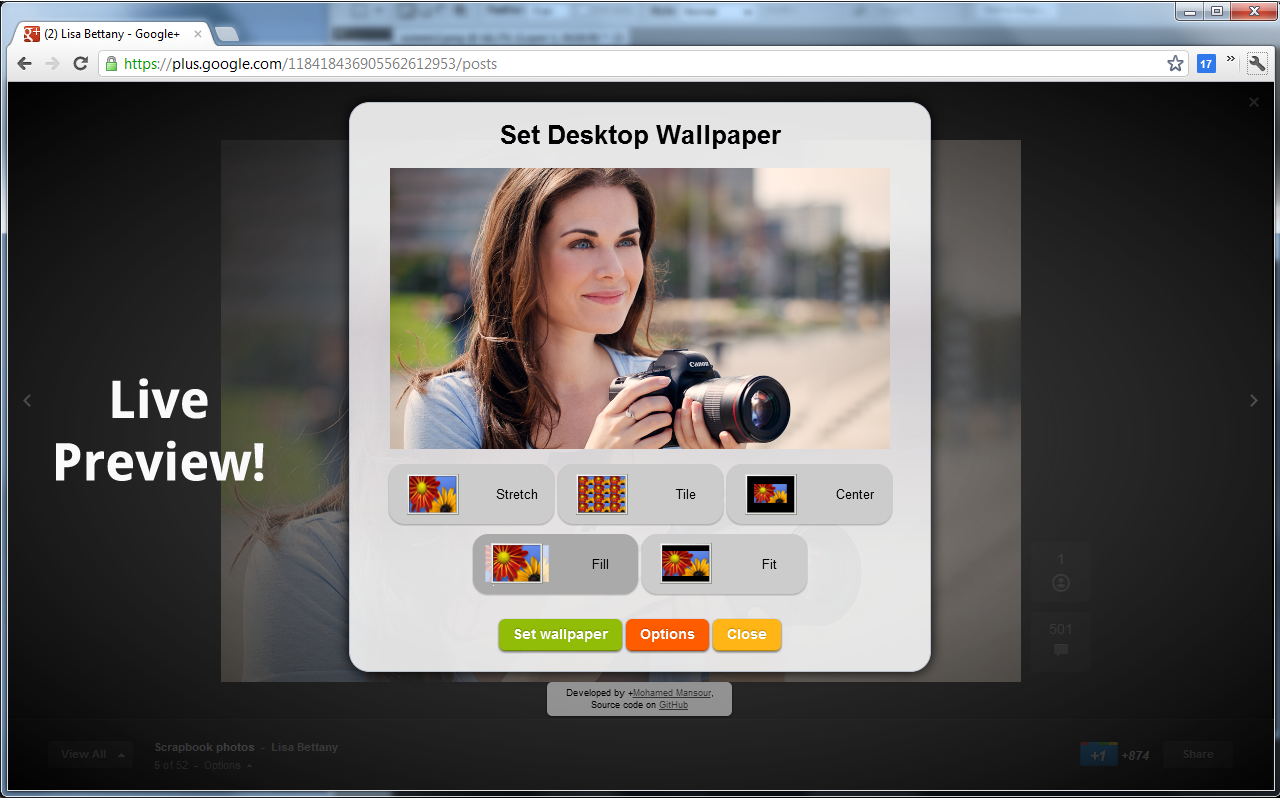 (2) Lisa Bettany - Google+
https://plus.google.com/118418436905562612953/posts
17
Set Desktop Wallpaper
Canon
Live
Preview!
Stretch
Tile
Center
Fill
Fit
1
501
Set wallpaper
Options
Close
Developed by +Mohamed Mansour,
Source code on GitHub
View All
Scrapbook photos - Lisa Bettany
5 of 52 - Options
+1
+874
Share